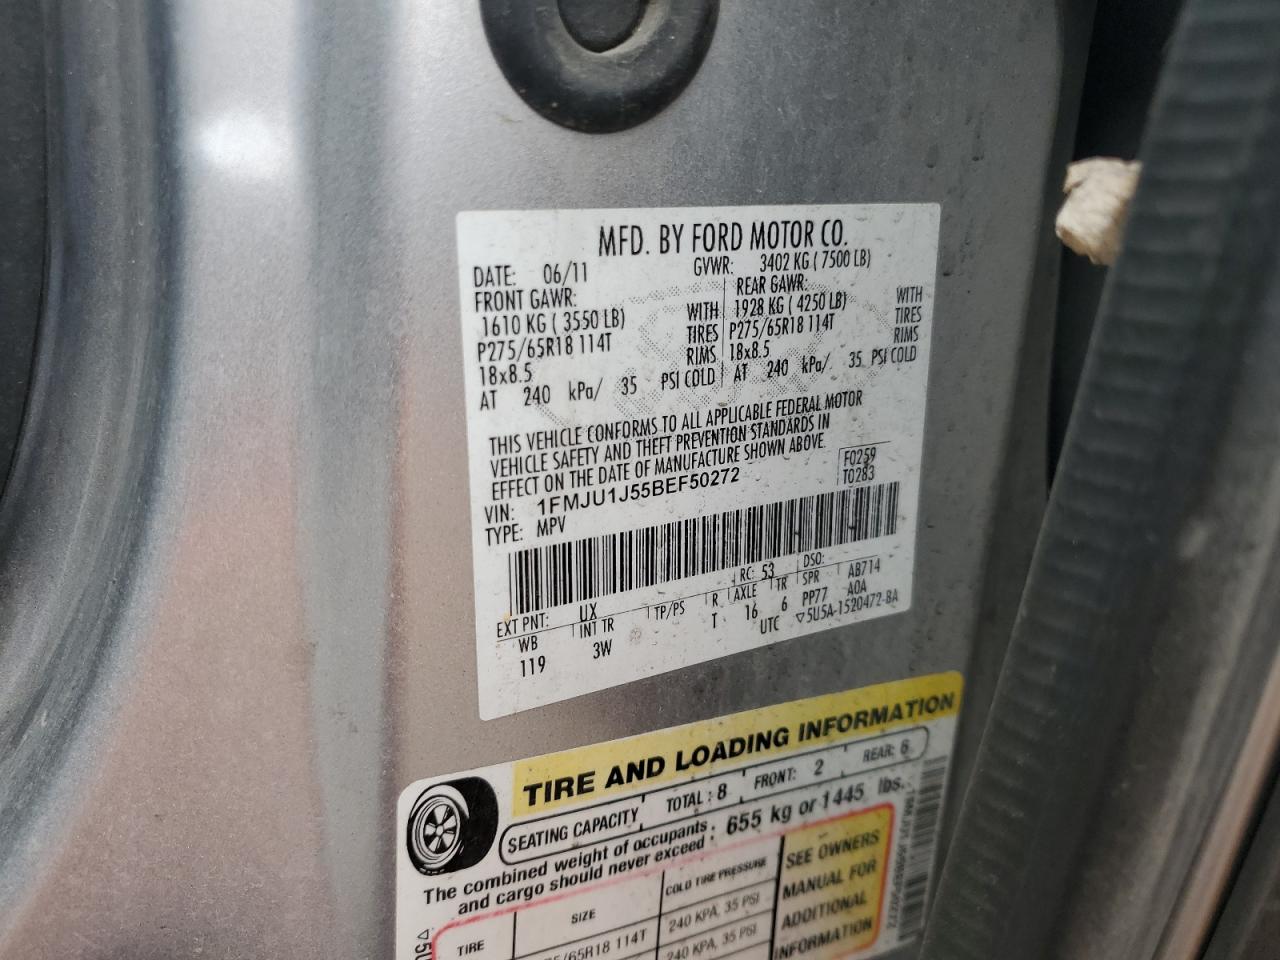 MFD. BY FORD MOTOR CO.
DATE: 06/11 GVWR: 3402 KG ( 7500 LB)
FRONT GAWR: REAR GAWR:
1610 KG ( 3550 LB) WITH 1928 KG ( 4250 LB) WITH
P275/65R18 114T TIRES P275/65R18 114T TIRES
18x8.5 RIMS 18x8.5 RIMS
AT 240 kPa/ 35 PSI COLD AT 240 kPa/ 35 PSI COLD
THIS VEHICLE CONFORMS TO ALL APPLICABLE FEDERAL MOTOR
VEHICLE SAFETY AND THEFT PREVENTION STANDARDS IN
EFFECT ON THE DATE OF MANUFACTURE SHOWN ABOVE.
F0259
T0283
VIN: 1FMJU1J55BEF50272
TYPE: MPV
EXT PNT: UX RC: 53 DSO:
WB INT TR TP/PS R AXLE TR SPR AB714
119 3W T 16 6 PP77 A0A
UTC ▽5U5A-1520472-BA
TIRE AND LOADING INFORMATION
SEATING CAPACITY TOTAL : 8 FRONT: 2 REAR: 6
The combined weight of occupants : 655 kg or 1445 lbs.
and cargo should never exceed
TIRE SIZE COLD TIRE PRESSURE SEE OWNERS
MANUAL FOR
ADDITIONAL
INFORMATION
5/65R18 114T 240 KPA, 35 PSI
240 KPA, 35 PSI